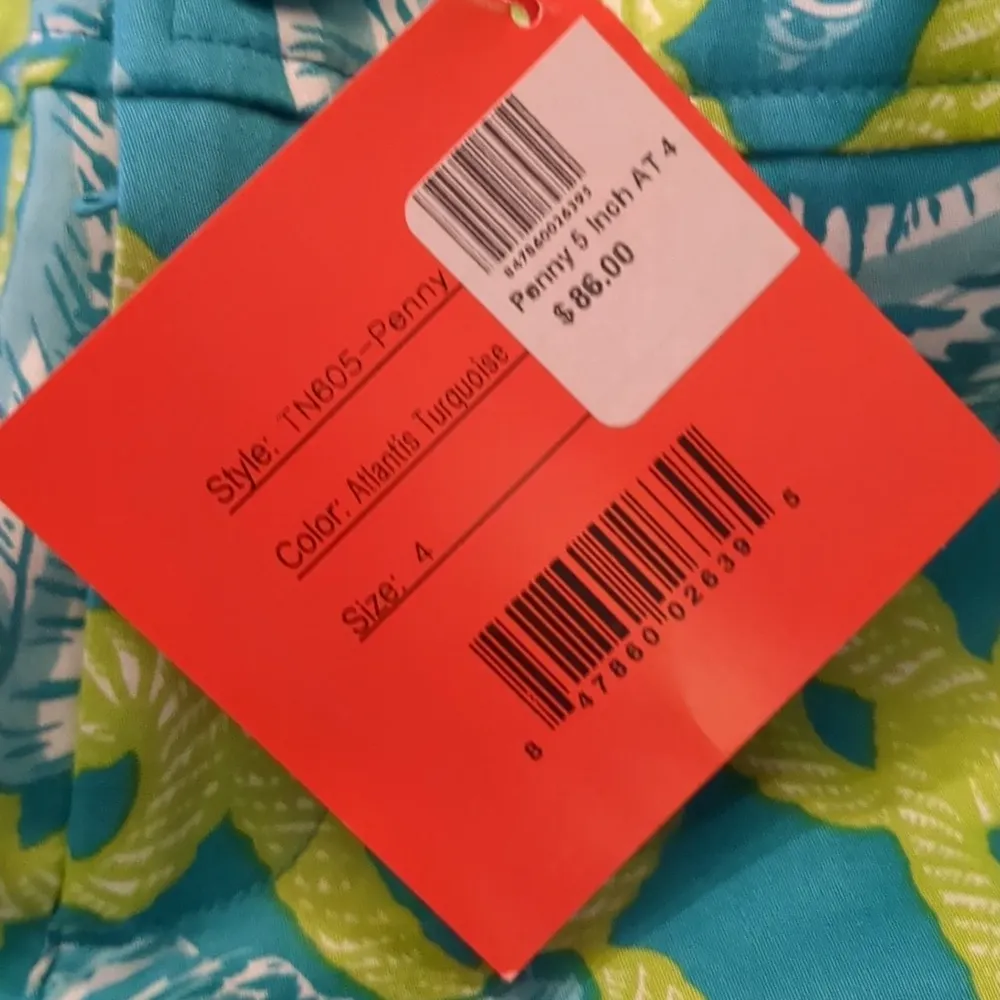 847860026395
Penny 5 Inch AT 4
$86.00
Style: TN605-Penny
Color: Atlantis Turquoise
Size: 4
8 47860 02639 5